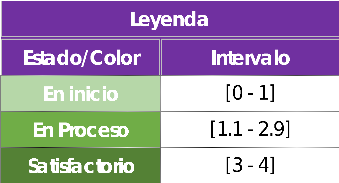 Leyenda
Estado/Color Intervalo
En inicio [0 - 1]
En Proceso [1.1 - 2.9]
Satisfactorio [3 - 4]